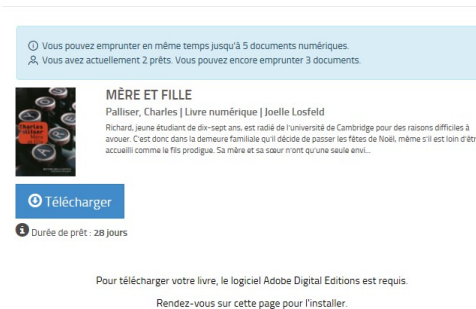 Vous pouvez emprunter en même temps jusqu'à 5 documents numériques.
Vous avez actuellement 2 prêts. Vous pouvez encore emprunter 3 documents.
MÈRE ET FILLE
Palliser, Charles | Livre numérique | Joelle Losfeld
Richard, jeune étudiant de dix-sept ans, est radié de l'université de Cambridge pour des raisons difficiles à
avouer. C'est donc dans la demeure familiale qu'il décide de passer les fêtes de Noël, même s'il est loin d'êtr
accueilli comme le fils prodigue. Sa mère et sa sœur n'ont qu'une seule envi...
Télécharger
Durée de prêt : 28 jours
Pour télécharger votre livre, le logiciel Adobe Digital Editions est requis.
Rendez-vous sur cette page pour l'installer.